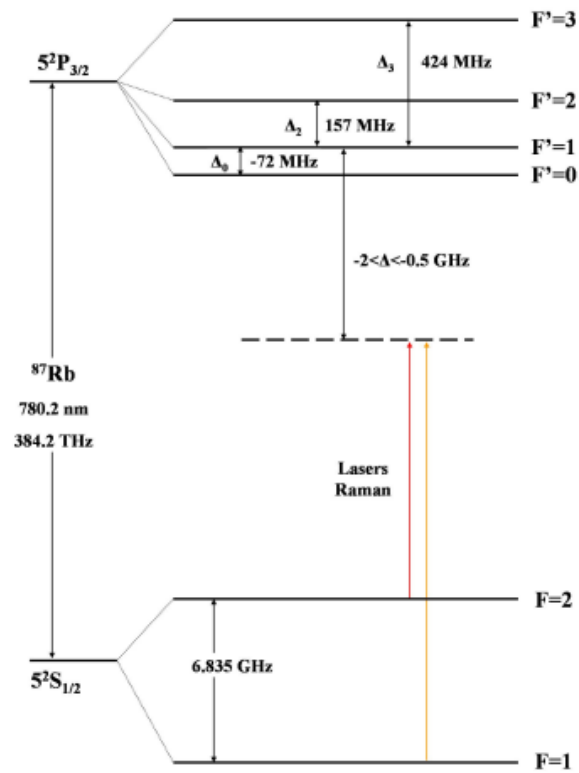 F'=3
5²P₃/₂
Δ₃ 424 MHz
F'=2
Δ₂ 157 MHz
F'=1
Δ₀ -72 MHz
F'=0
-2<Δ<-0.5 GHz
⁸⁷Rb
780.2 nm
384.2 THz
Lasers
Raman
F=2
6.835 GHz
5²S₁/₂
F=1